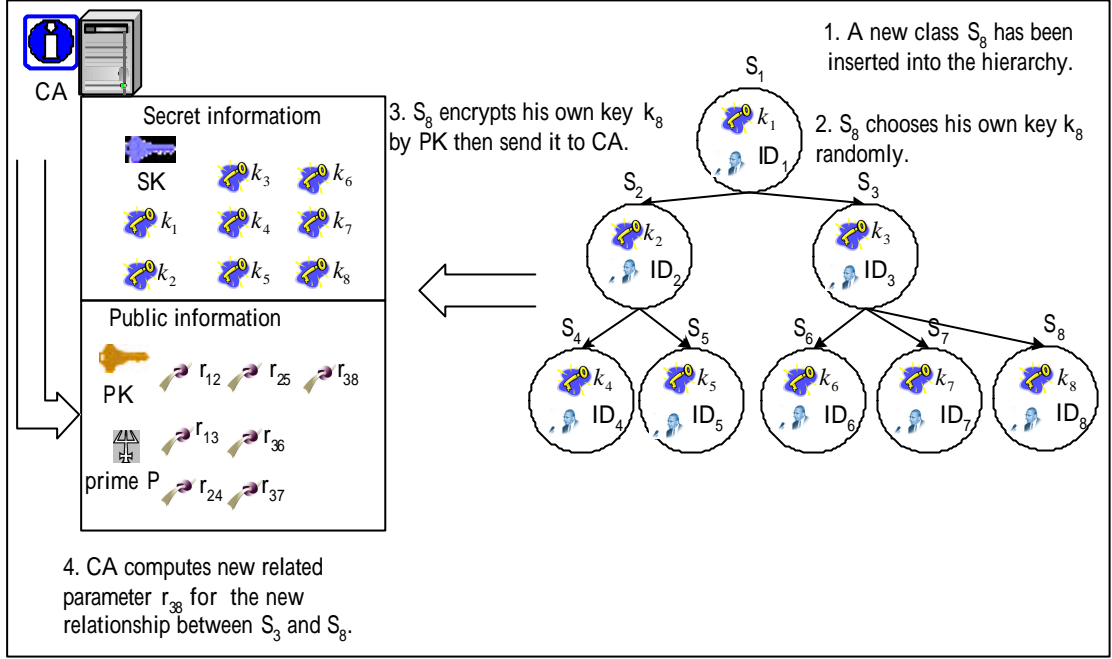 1. A new class S8 has been
inserted into the hierarchy.
CA
S1
Secret informatiom
3. S8 encrypts his own key k8
by PK then send it to CA.
k1
ID1
2. S8 chooses his own key k8
randomly.
SK
k3
k6
k1
k4
k7
k2
k5
k8
S2
S3
k2
ID2
k3
ID3
Public information
PK
r12
r25
r38
r13
r36
prime P
r24
r37
S4
S5
S6
S7
S8
k4
k5
k6
k7
k8
ID4
ID5
ID6
ID7
ID8
4. CA computes new related
parameter r38 for the new
relationship between S3 and S8.